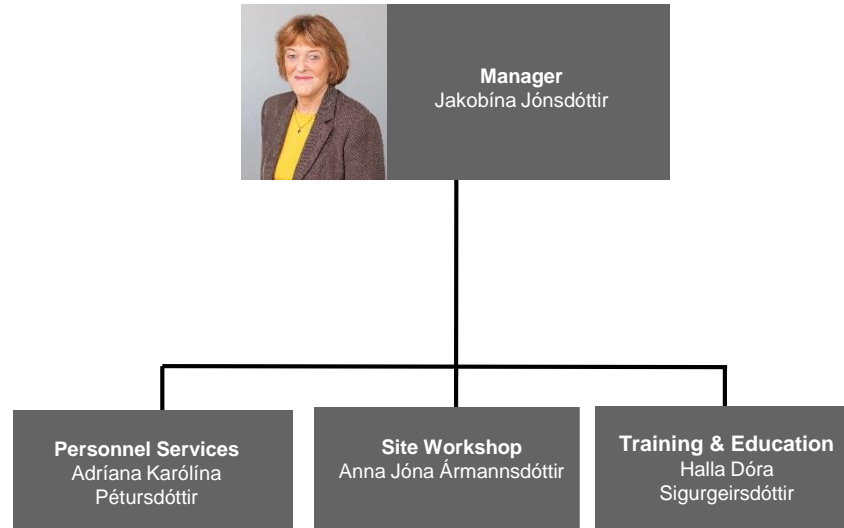 Manager
Jakobína Jónsdóttir
Personnel Services
Adríana Karólína
Pétursdóttir
Site Workshop
Anna Jóna Ármannsdóttir
Training & Education
Halla Dóra
Sigurgeirsdóttir